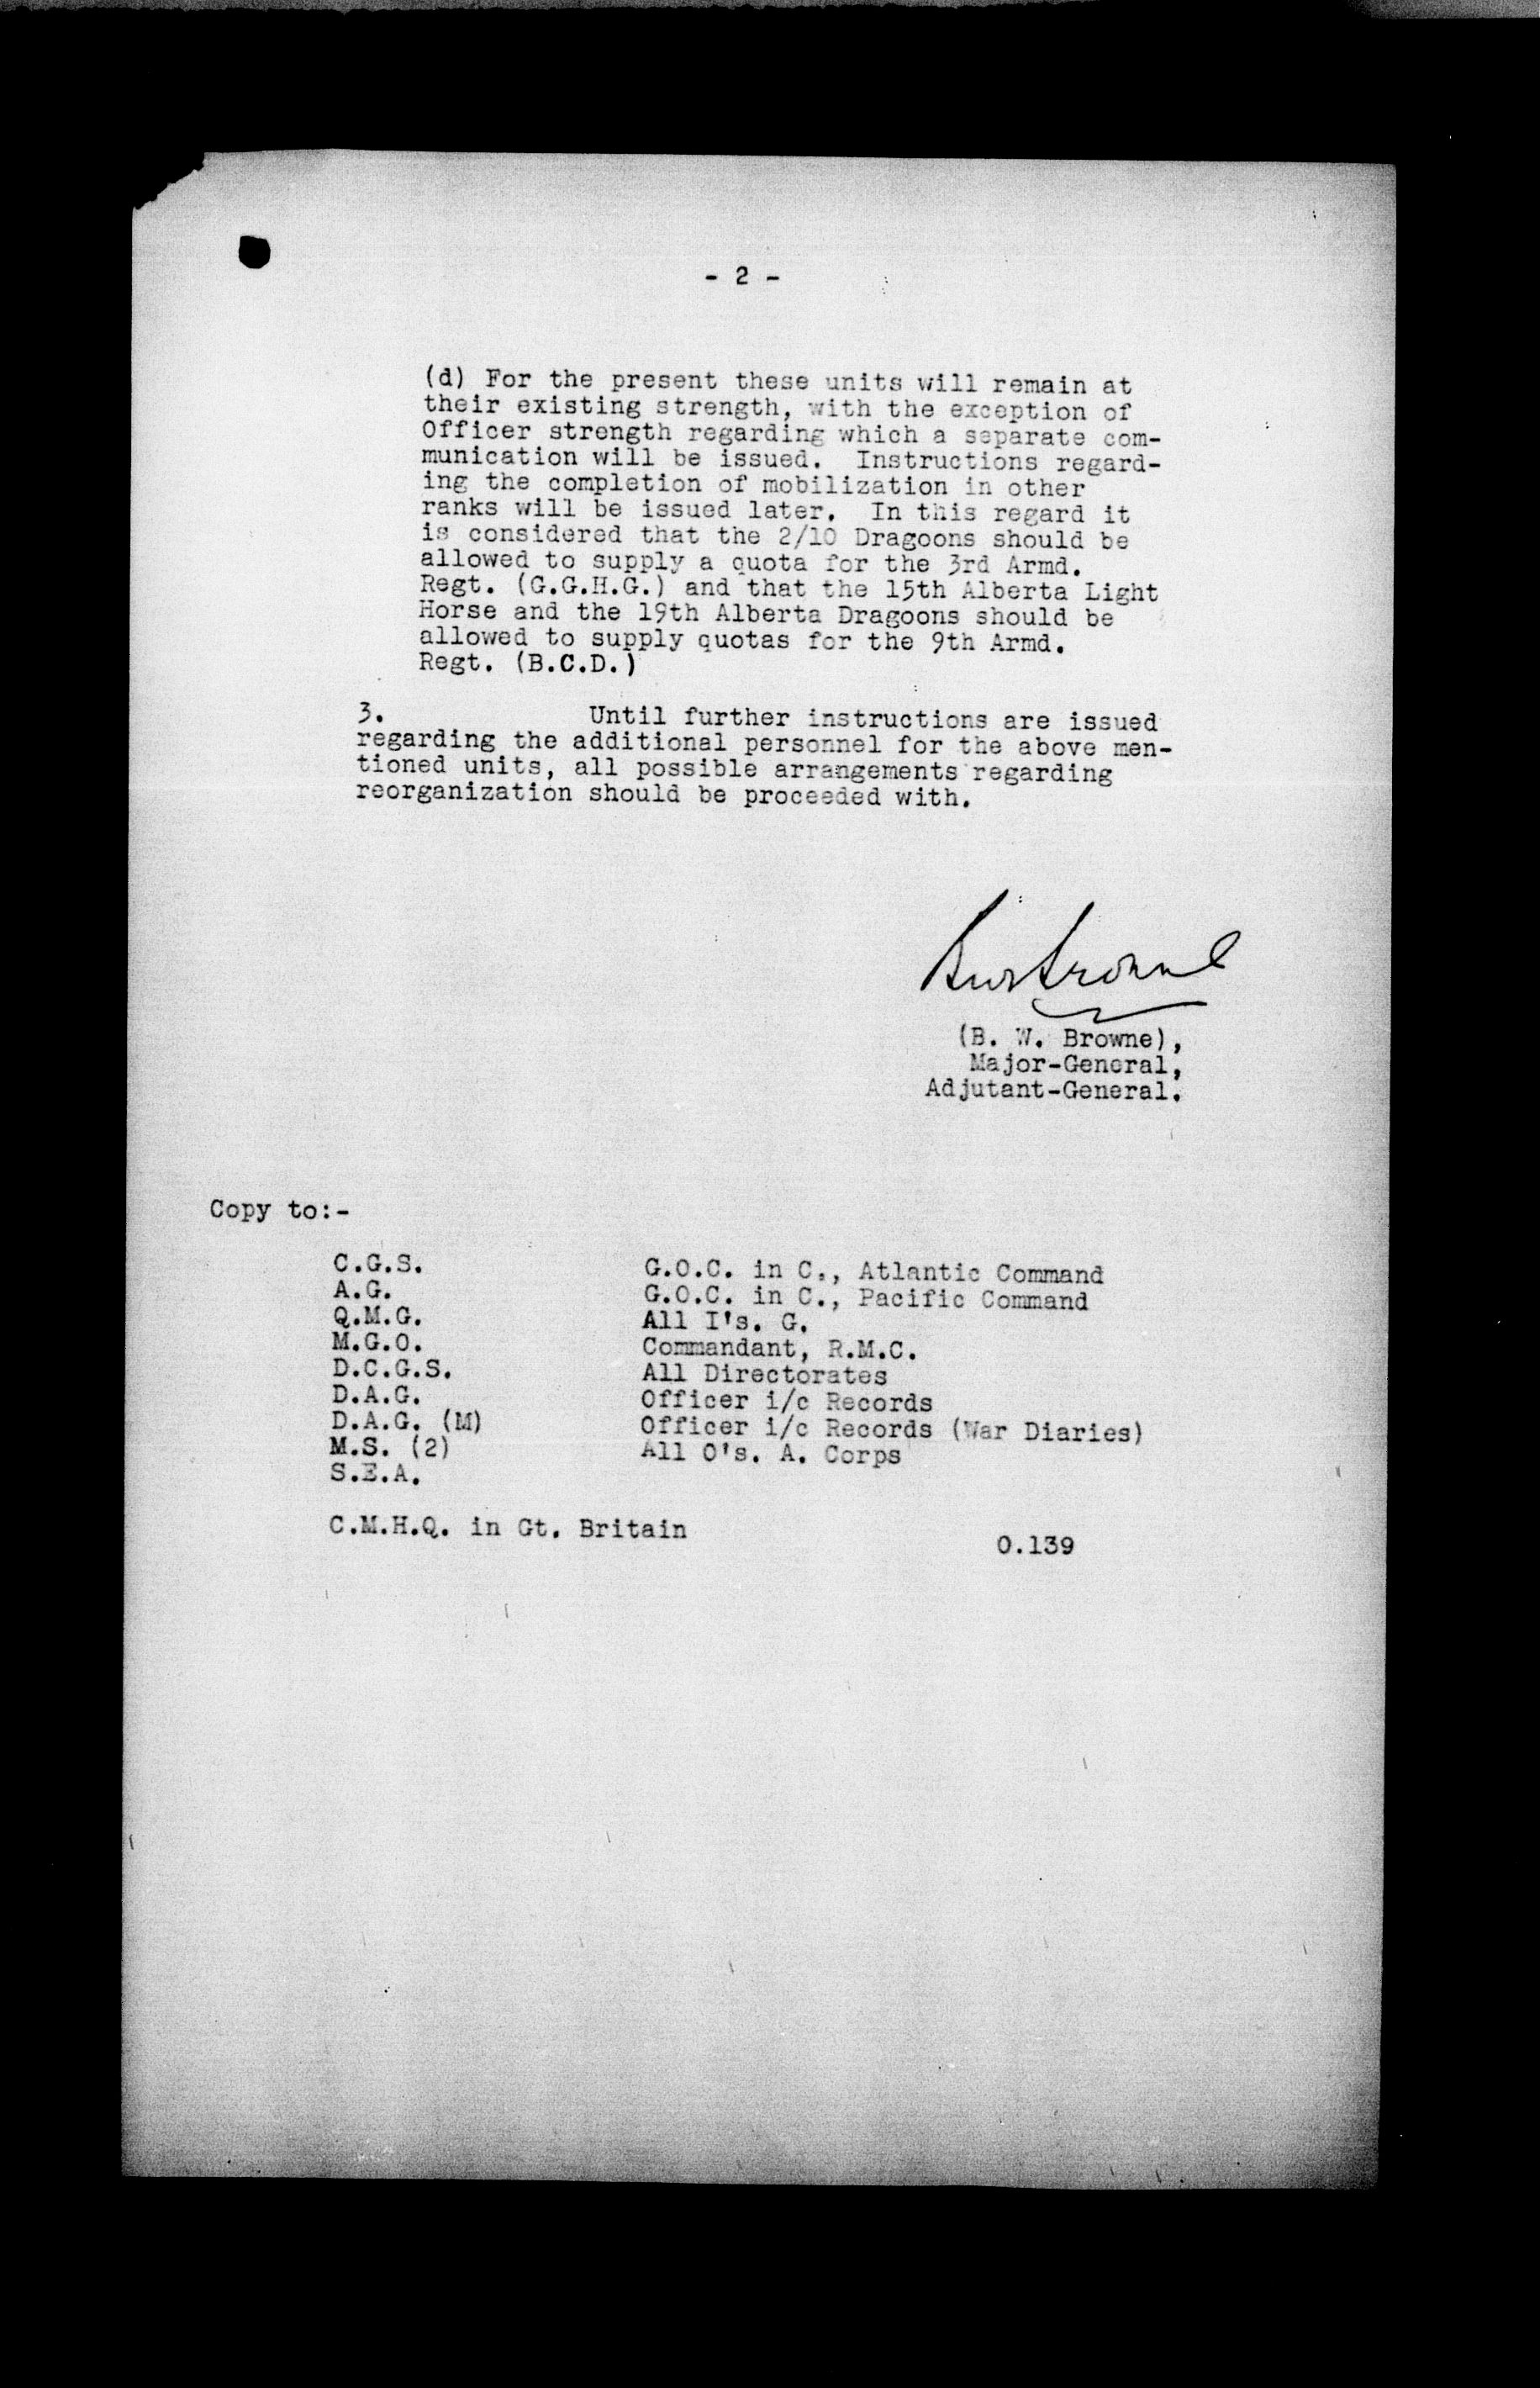 - 2 -
(d) For the present these units will remain at
their existing strength, with the exception of
Officer strength regarding which a separate com-
munication will be issued. Instructions regard-
ing the completion of mobilization in other
ranks will be issued later. In this regard it
is considered that the 2/10 Dragoons should be
allowed to supply a quota for the 3rd Armd.
Regt. (G.G.H.G.) and that the 15th Alberta Light
Horse and the 19th Alberta Dragoons should be
allowed to supply quotas for the 9th Armd.
Regt. (B.C.D.)
3. Until further instructions are issued
regarding the additional personnel for the above men-
tioned units, all possible arrangements regarding
reorganization should be proceeded with.
BWBrowne
(B. W. Browne),
Major-General,
Adjutant-General.
Copy to:-
C.G.S.
A.G.
Q.M.G.
M.G.O.
D.C.G.S.
D.A.G.
D.A.G. (M)
M.S. (2)
S.E.A.
C.M.H.Q. in Gt. Britain
G.O.C. in C., Atlantic Command
G.O.C. in C., Pacific Command
All I's. G.
Commandant, R.M.C.
All Directorates
Officer i/c Records
Officer i/c Records (War Diaries)
All O's. A. Corps
0.139